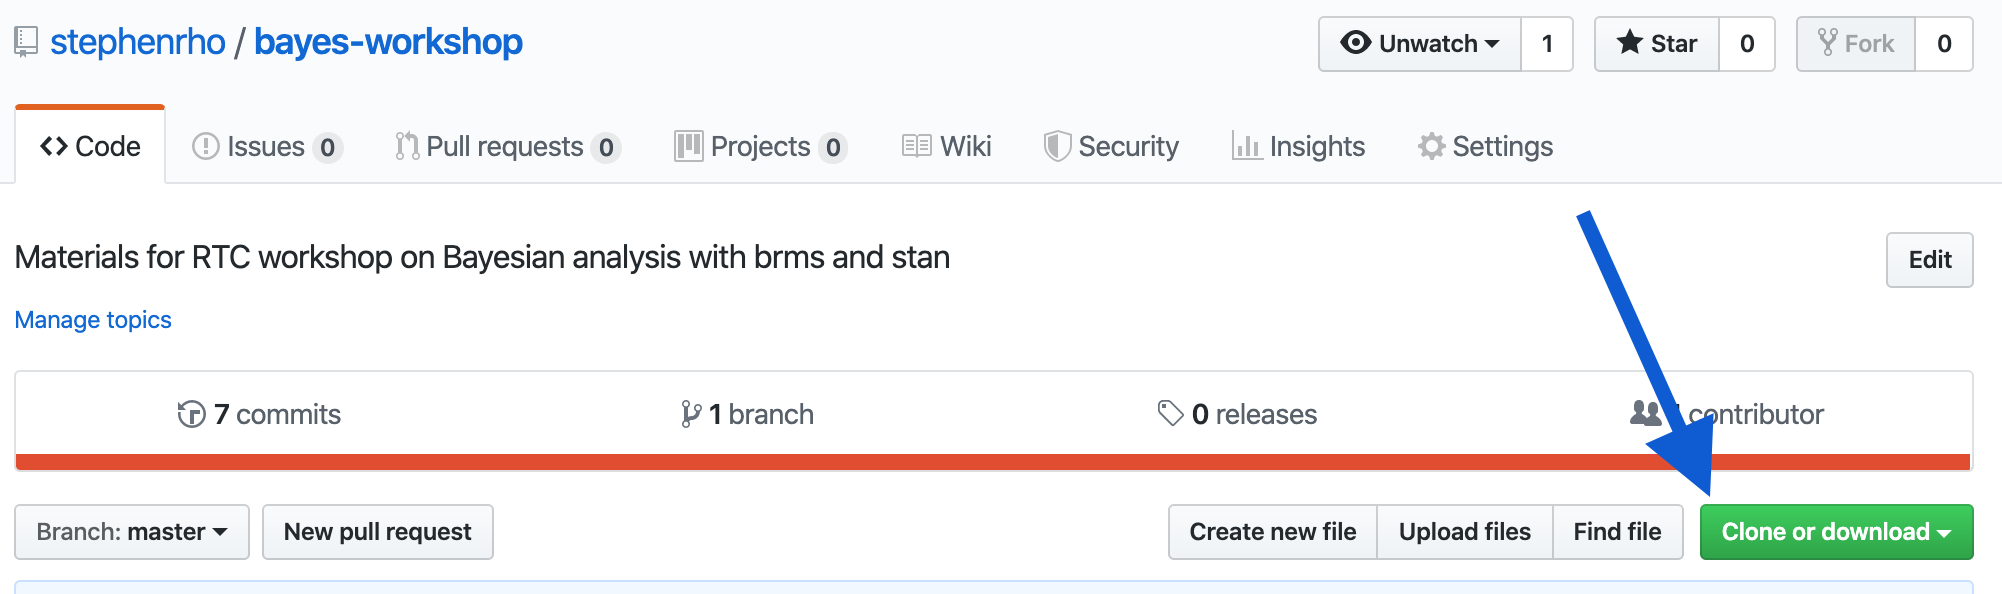 stephenrho / bayes-workshop
Unwatch 1
Star 0
Fork 0
Code
Issues 0
Pull requests 0
Projects 0
Wiki
Security
Insights
Settings
Materials for RTC workshop on Bayesian analysis with brms and stan
Edit
Manage topics
7 commits
1 branch
0 releases
contributor
Branch: master
New pull request
Create new file
Upload files
Find file
Clone or download